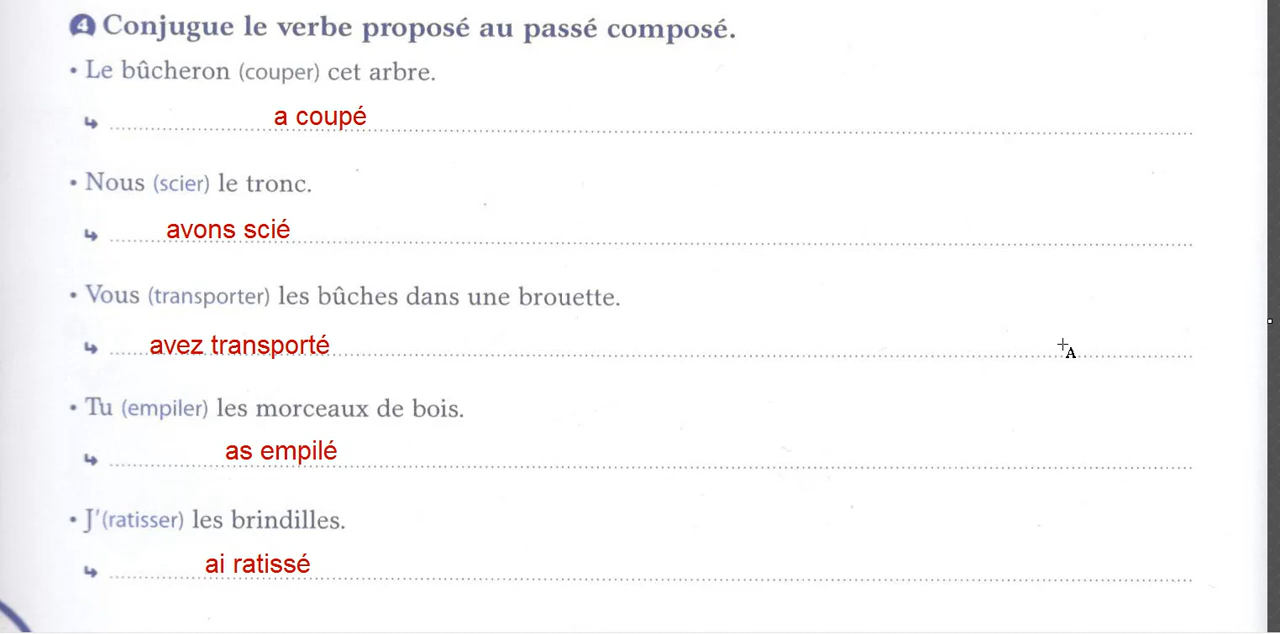 4 Conjugue le verbe proposé au passé composé.
• Le bûcheron (couper) cet arbre.
↳ a coupé
• Nous (scier) le tronc.
↳ avons scié
• Vous (transporter) les bûches dans une brouette.
↳ avez transporté
• Tu (empiler) les morceaux de bois.
↳ as empilé
• J'(ratisser) les brindilles.
↳ ai ratissé